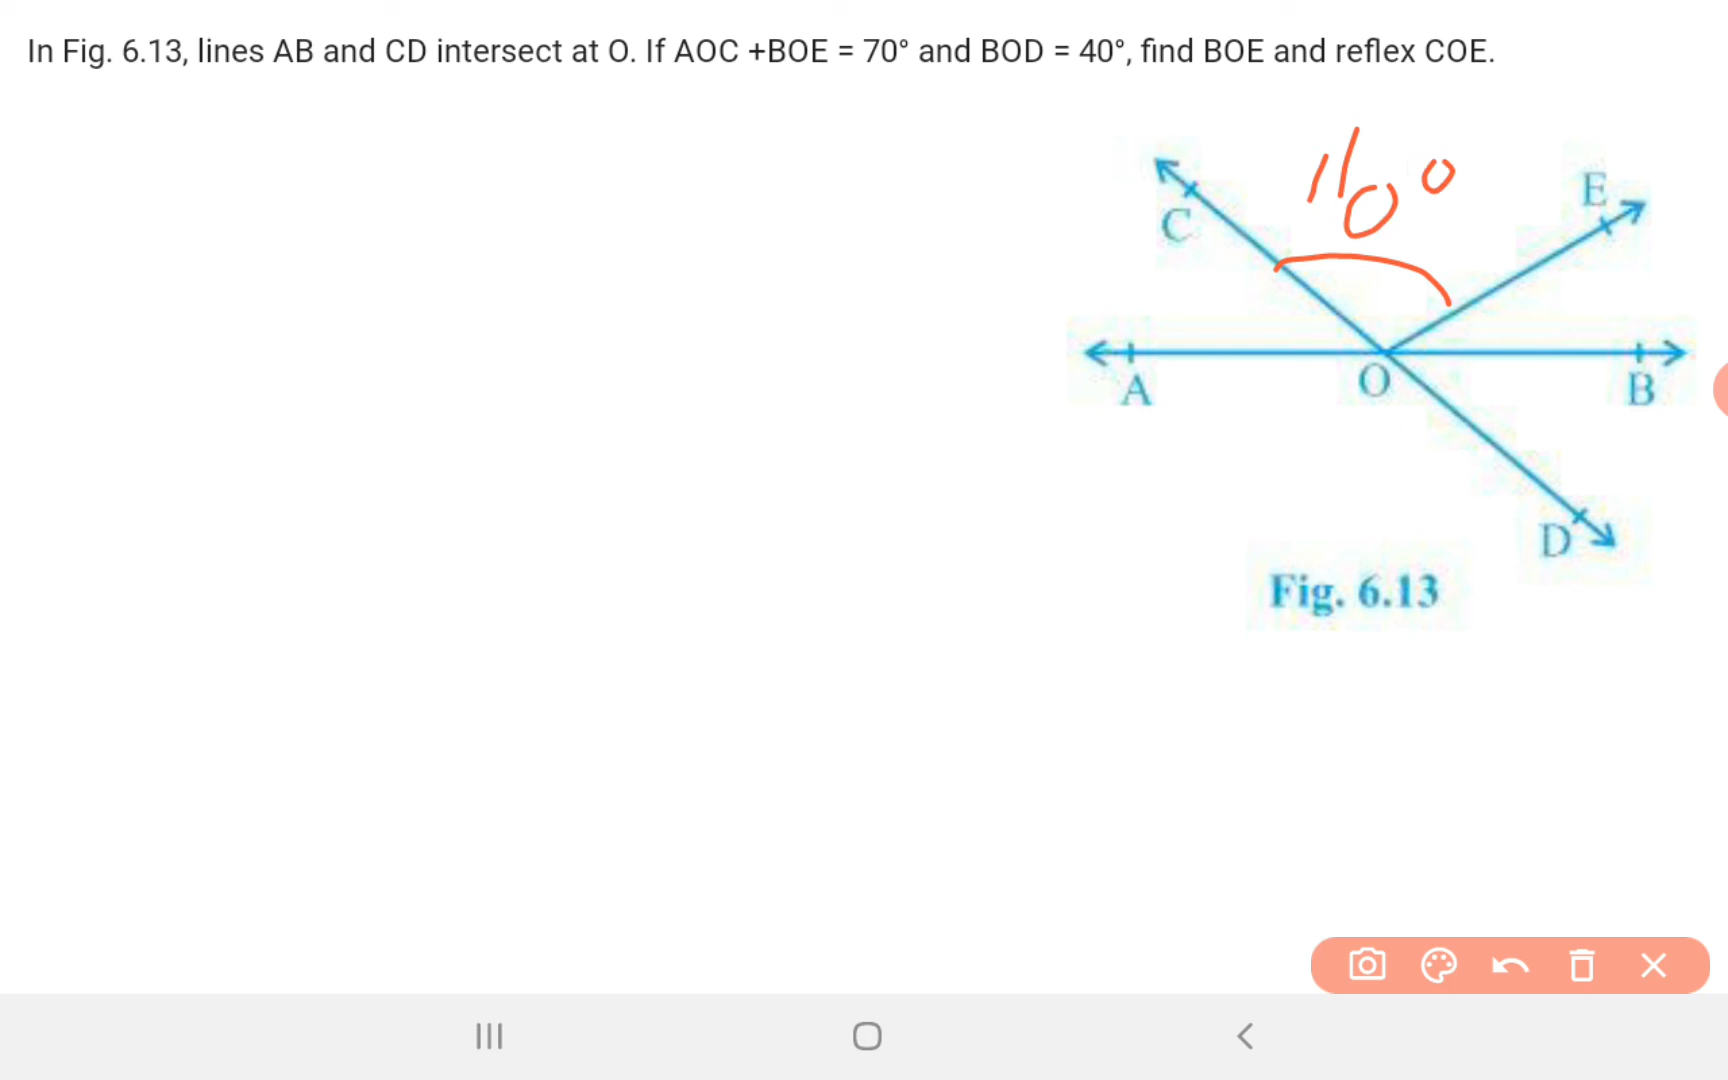 In Fig. 6.13, lines AB and CD intersect at O. If AOC +BOE = 70° and BOD = 40°, find BOE and reflex COE.
110°
C
E
A
O
B
D
Fig. 6.13